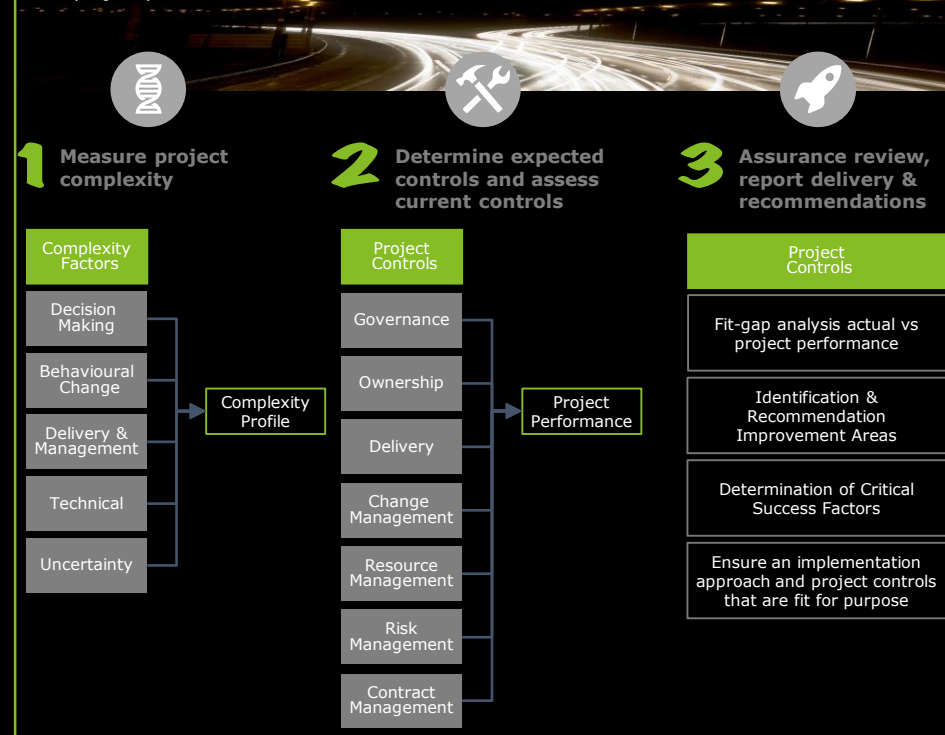 1
Measure project
complexity
Complexity
Factors
Decision
Making
Behavioural
Change
Delivery &
Management
Technical
Uncertainty
Complexity
Profile
2
Determine expected
controls and assess
current controls
Project
Controls
Governance
Ownership
Delivery
Change
Management
Resource
Management
Risk
Management
Contract
Management
Project
Performance
3
Assurance review,
report delivery &
recommendations
Project
Controls
Fit-gap analysis actual vs
project performance
Identification &
Recommendation
Improvement Areas
Determination of Critical
Success Factors
Ensure an implementation
approach and project controls
that are fit for purpose